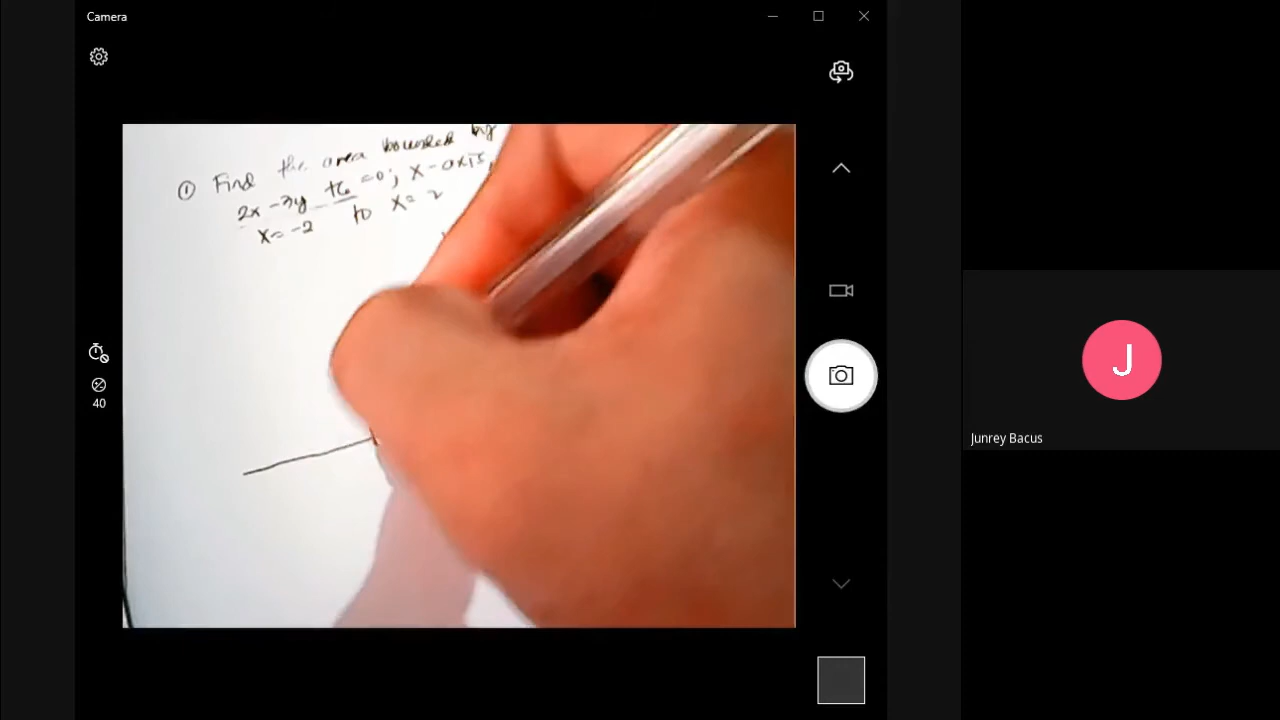 Camera
① Find the area bounded by
2x - 3y + 6 = 0; x-axis,
x = -2 to x = 2
40
J
Junrey Bacus